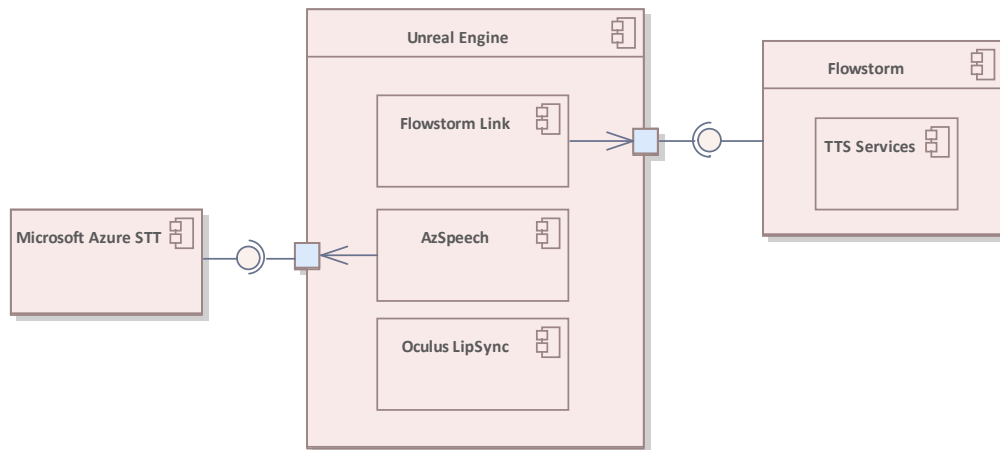 Unreal Engine
Flowstorm
Flowstorm Link
TTS Services
Microsoft Azure STT
AzSpeech
Oculus LipSync